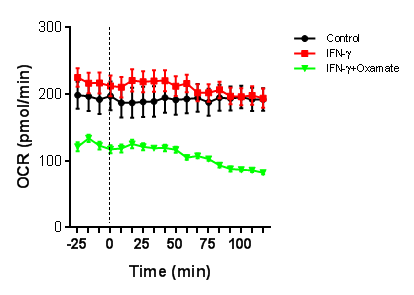 Control
IFN-γ
IFN-γ+Oxamate
300
200
100
0
OCR (pmol/min)
-25 0 25 50 75 100
Time (min)